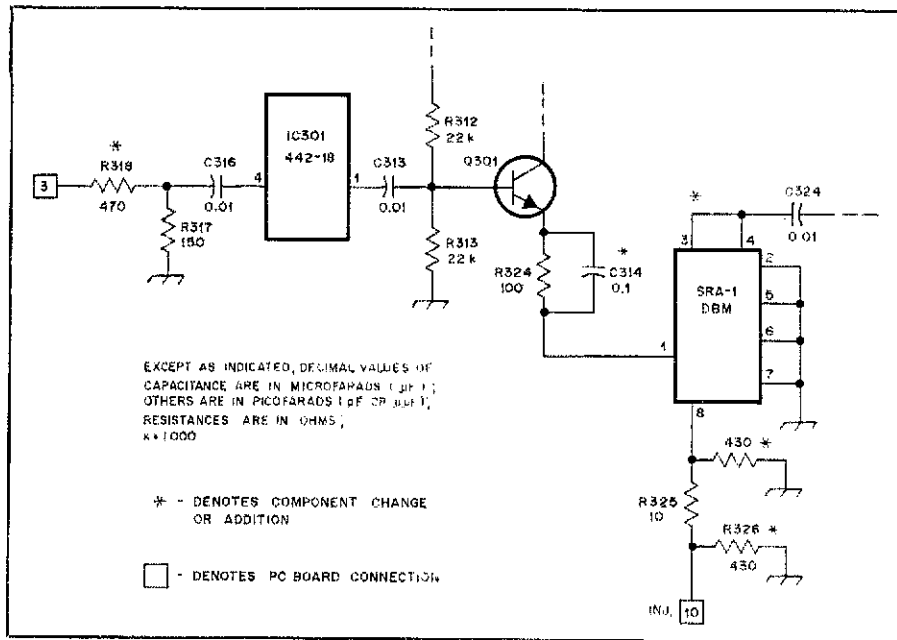 *
R318
470
3
R317
150
C316
0.01
4
IC301
442-18
1
C313
0.01
R312
22k
R313
22k
Q301
R324
100
*
C314
0.1
*
3
4
C324
0.01
SRA-1
DBM
1
2
5
6
7
8
430 *
R325
10
R326 *
430
INJ. 10
EXCEPT AS INDICATED, DECIMAL VALUES OF
CAPACITANCE ARE IN MICROFARADS (µF);
OTHERS ARE IN PICOFARADS (pF OR µµF);
RESISTANCES ARE IN OHMS;
K=1000
* - DENOTES COMPONENT CHANGE
OR ADDITION
- DENOTES PC BOARD CONNECTION